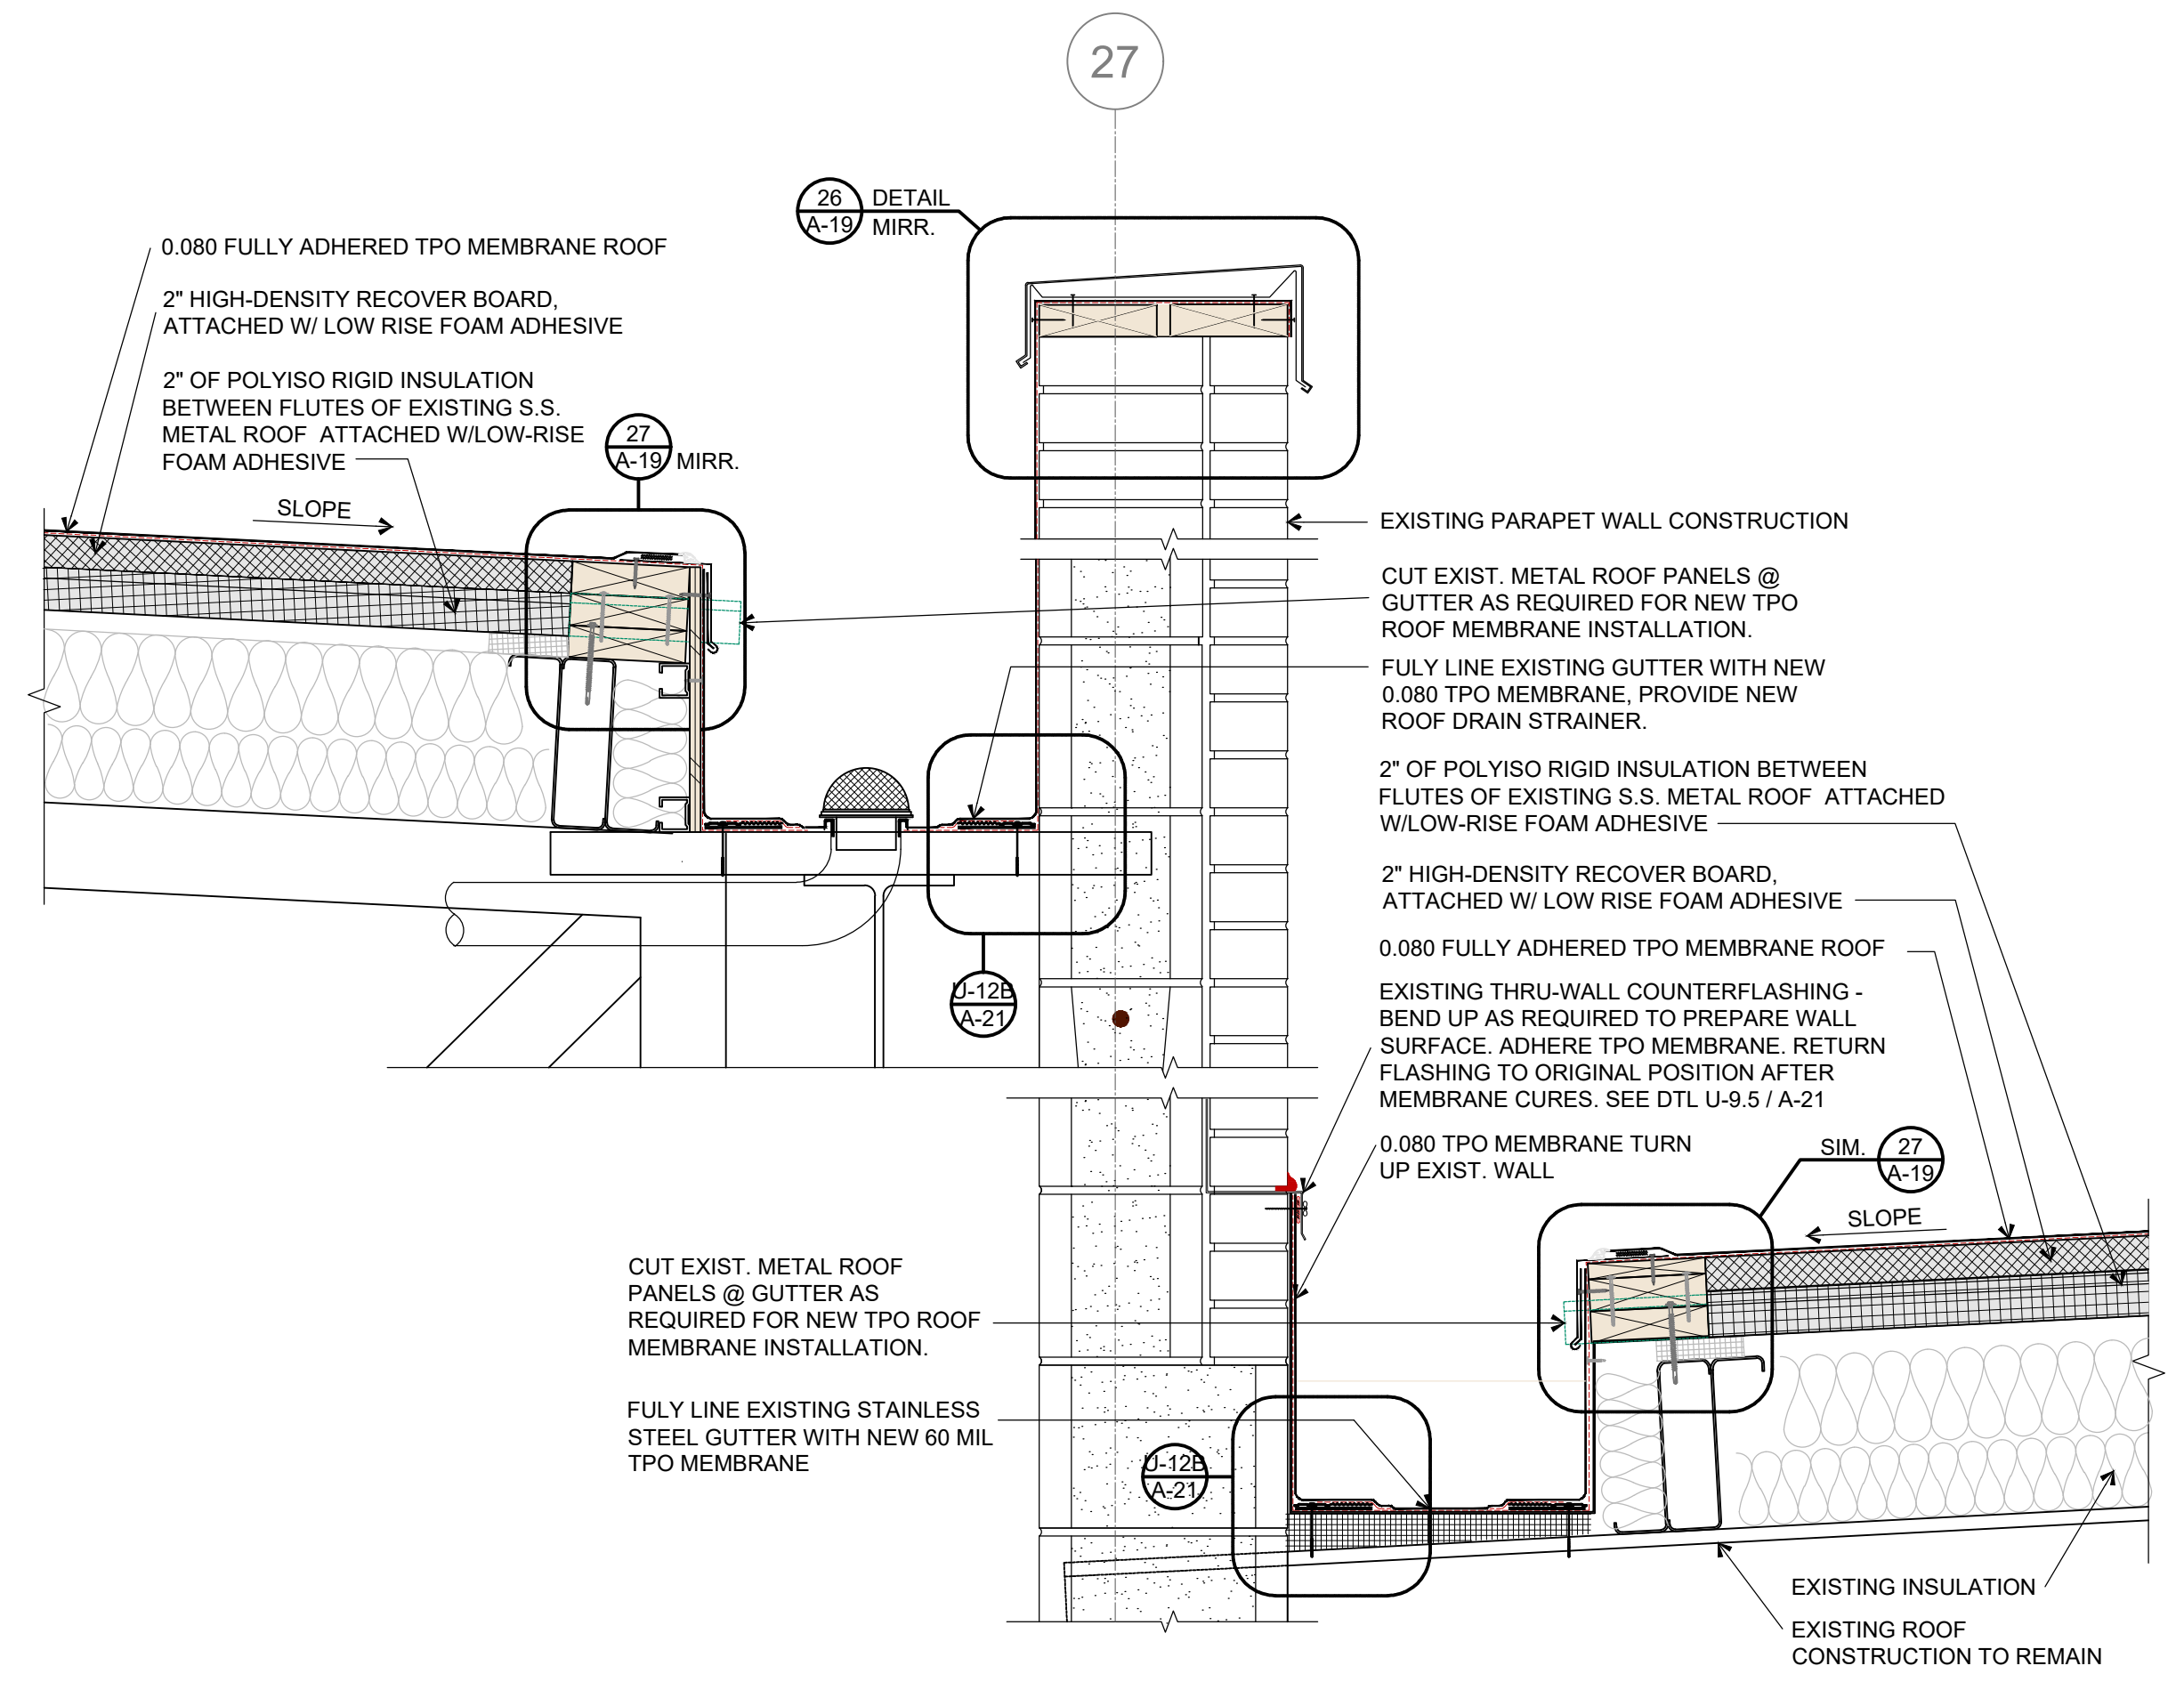 27
26
A-19
DETAIL
MIRR.
0.080 FULLY ADHERED TPO MEMBRANE ROOF
2" HIGH-DENSITY RECOVER BOARD,
ATTACHED W/ LOW RISE FOAM ADHESIVE
2" OF POLYISO RIGID INSULATION
BETWEEN FLUTES OF EXISTING S.S.
METAL ROOF  ATTACHED W/LOW-RISE
FOAM ADHESIVE
27
A-19
MIRR.
SLOPE
EXISTING PARAPET WALL CONSTRUCTION
CUT EXIST. METAL ROOF PANELS @
GUTTER AS REQUIRED FOR NEW TPO
ROOF MEMBRANE INSTALLATION.
FULY LINE EXISTING GUTTER WITH NEW
0.080 TPO MEMBRANE, PROVIDE NEW
ROOF DRAIN STRAINER.
2" OF POLYISO RIGID INSULATION BETWEEN
FLUTES OF EXISTING S.S. METAL ROOF  ATTACHED
W/LOW-RISE FOAM ADHESIVE
2" HIGH-DENSITY RECOVER BOARD,
ATTACHED W/ LOW RISE FOAM ADHESIVE
0.080 FULLY ADHERED TPO MEMBRANE ROOF
U-12B
A-21
EXISTING THRU-WALL COUNTERFLASHING -
BEND UP AS REQUIRED TO PREPARE WALL
SURFACE. ADHERE TPO MEMBRANE. RETURN
FLASHING TO ORIGINAL POSITION AFTER
MEMBRANE CURES. SEE DTL U-9.5 / A-21
0.080 TPO MEMBRANE TURN
UP EXIST. WALL
SIM.
27
A-19
SLOPE
CUT EXIST. METAL ROOF
PANELS @ GUTTER AS
REQUIRED FOR NEW TPO ROOF
MEMBRANE INSTALLATION.
FULY LINE EXISTING STAINLESS
STEEL GUTTER WITH NEW 60 MIL
TPO MEMBRANE
U-12B
A-21
EXISTING INSULATION
EXISTING ROOF
CONSTRUCTION TO REMAIN